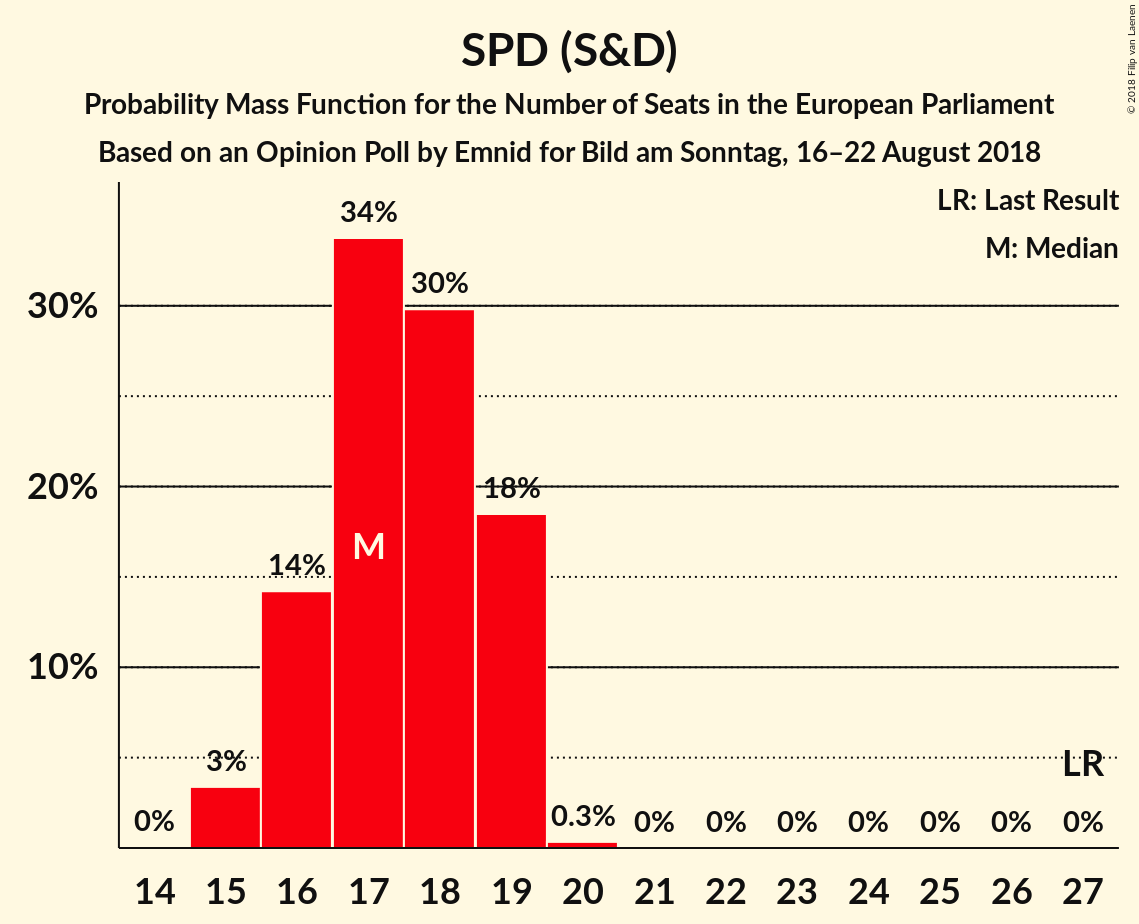 SPD (S&D)
Probability Mass Function for the Number of Seats in the European Parliament
Based on an Opinion Poll by Emnid for Bild am Sonntag, 16–22 August 2018
© 2018 Filip van Laenen
LR: Last Result
M: Median
34%
30%
30%
20%
18%
14%
M
10%
3%
LR
0%
0.3%
0%
0%
0%
0%
0%
0%
0%
14 15 16 17 18 19 20 21 22 23 24 25 26 27